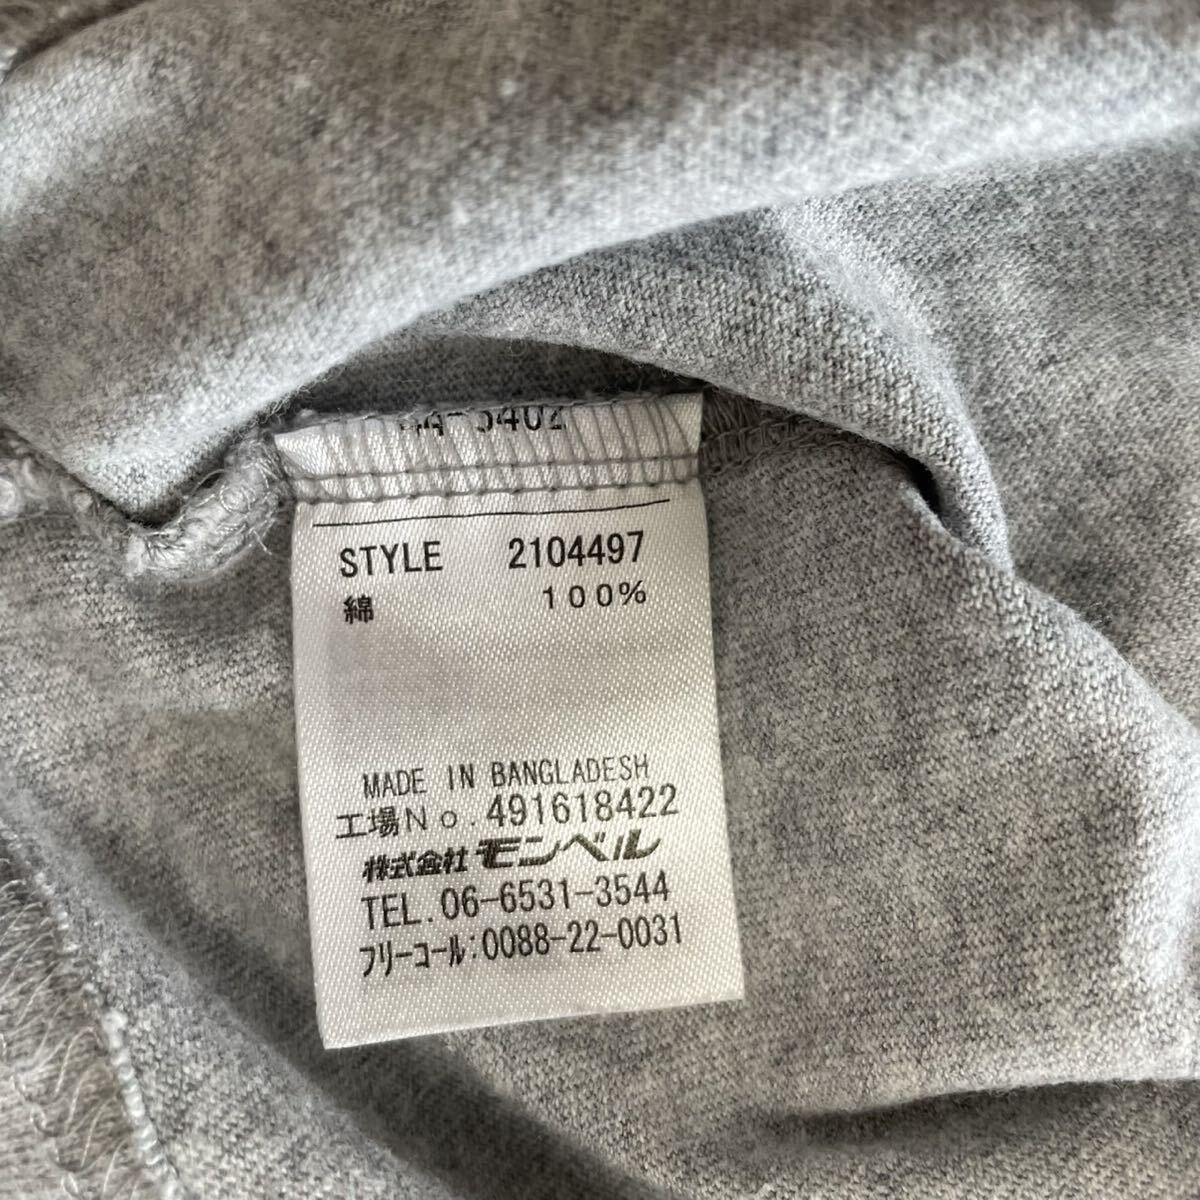 STYLE 2104497
綿 100%
MADE IN BANGLADESH
工場No.491618422
株式会社モンベル
TEL.06-6531-3544
フリーコール:0088-22-0031